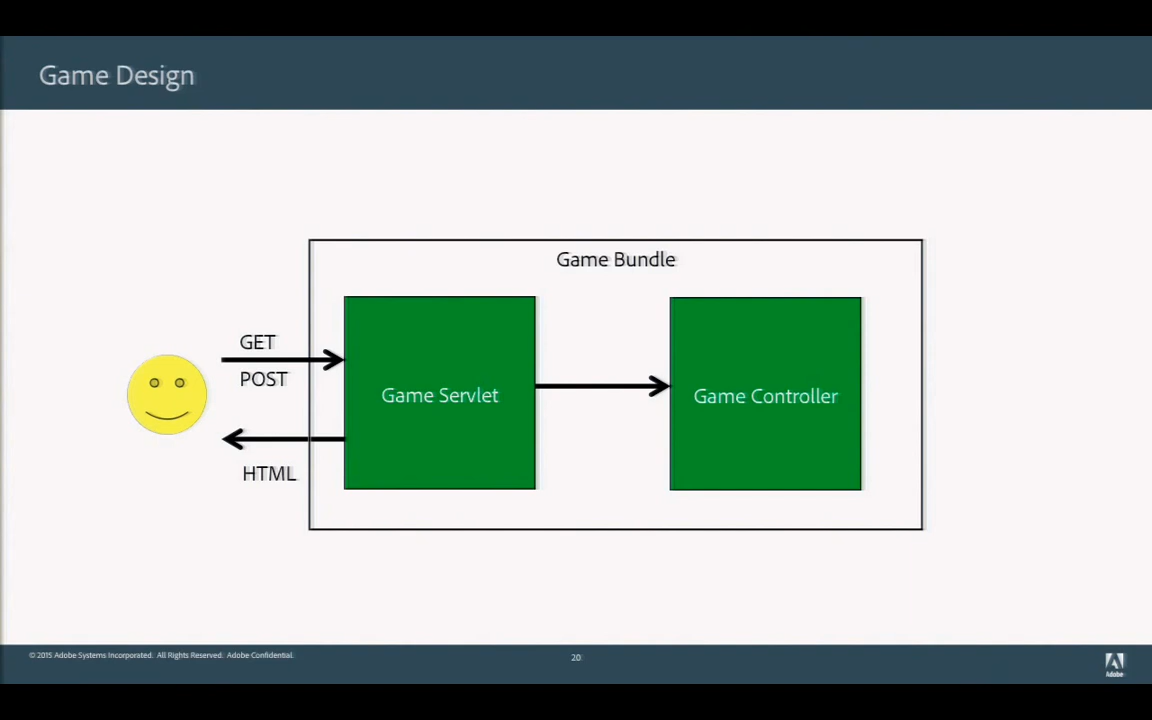 Game Design
Game Bundle
GET
POST
Game Servlet
Game Controller
HTML
© 2015 Adobe Systems Incorporated. All Rights Reserved. Adobe Confidential.
20
Adobe